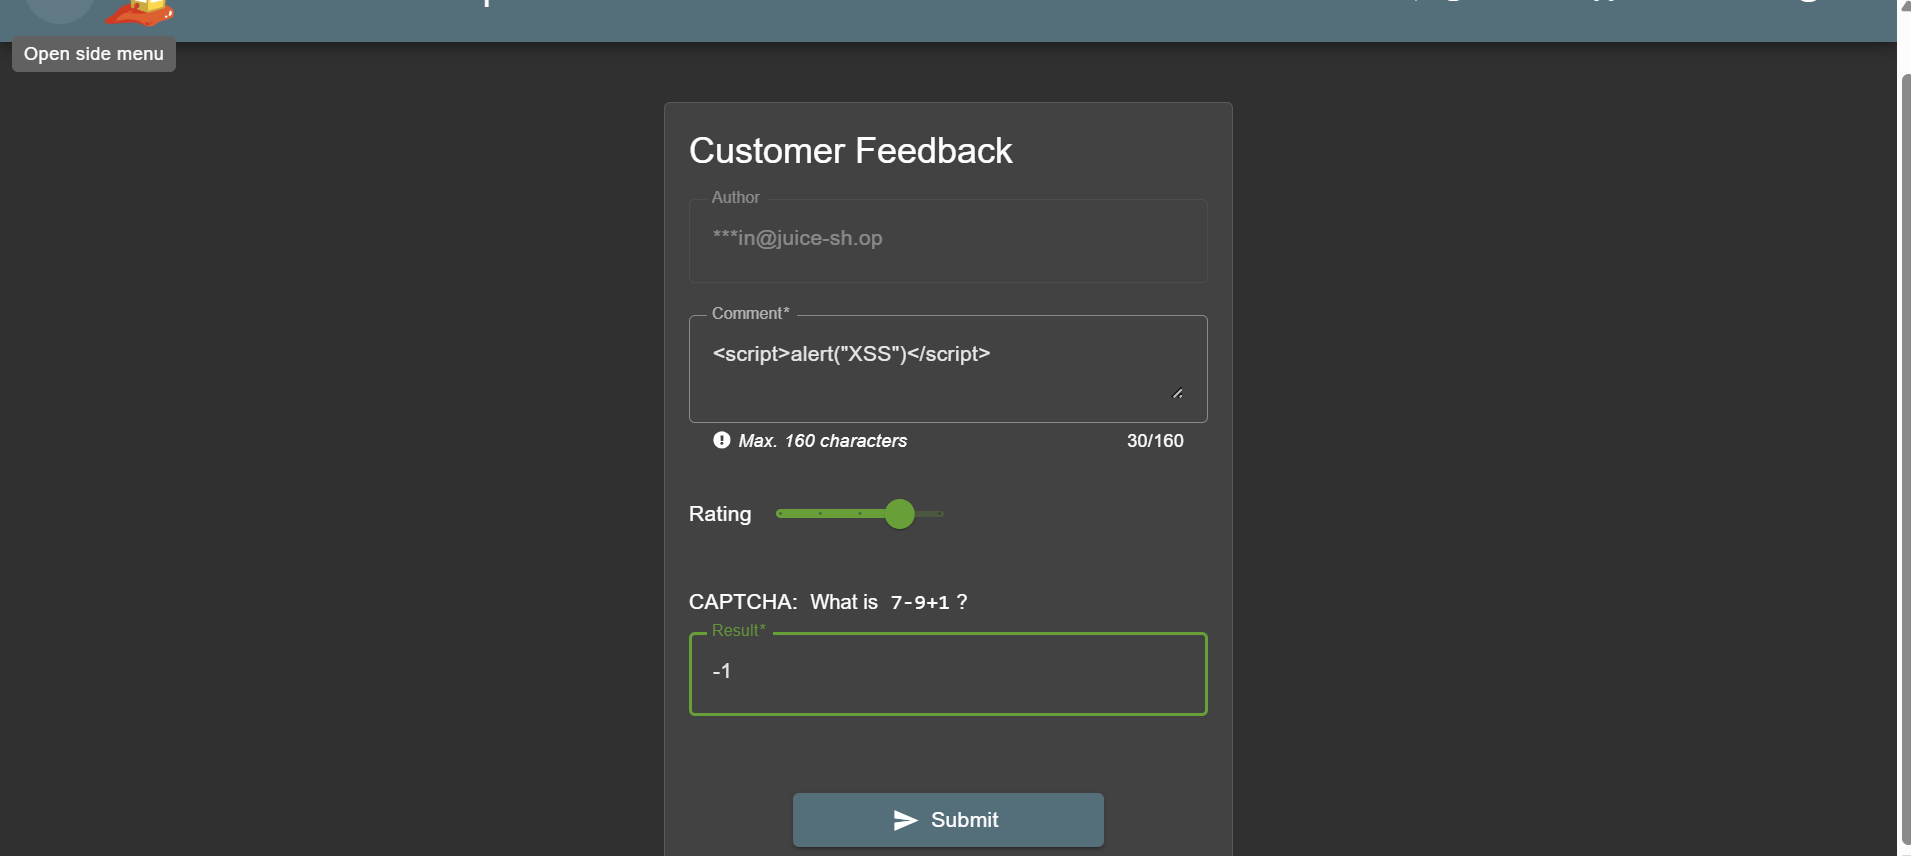 Open side menu
Customer Feedback
Author
***in@juice-sh.op
Comment*
<script>alert("XSS")</script>
Max. 160 characters 30/160
Rating
CAPTCHA: What is 7-9+1 ?
Result*
-1
Submit